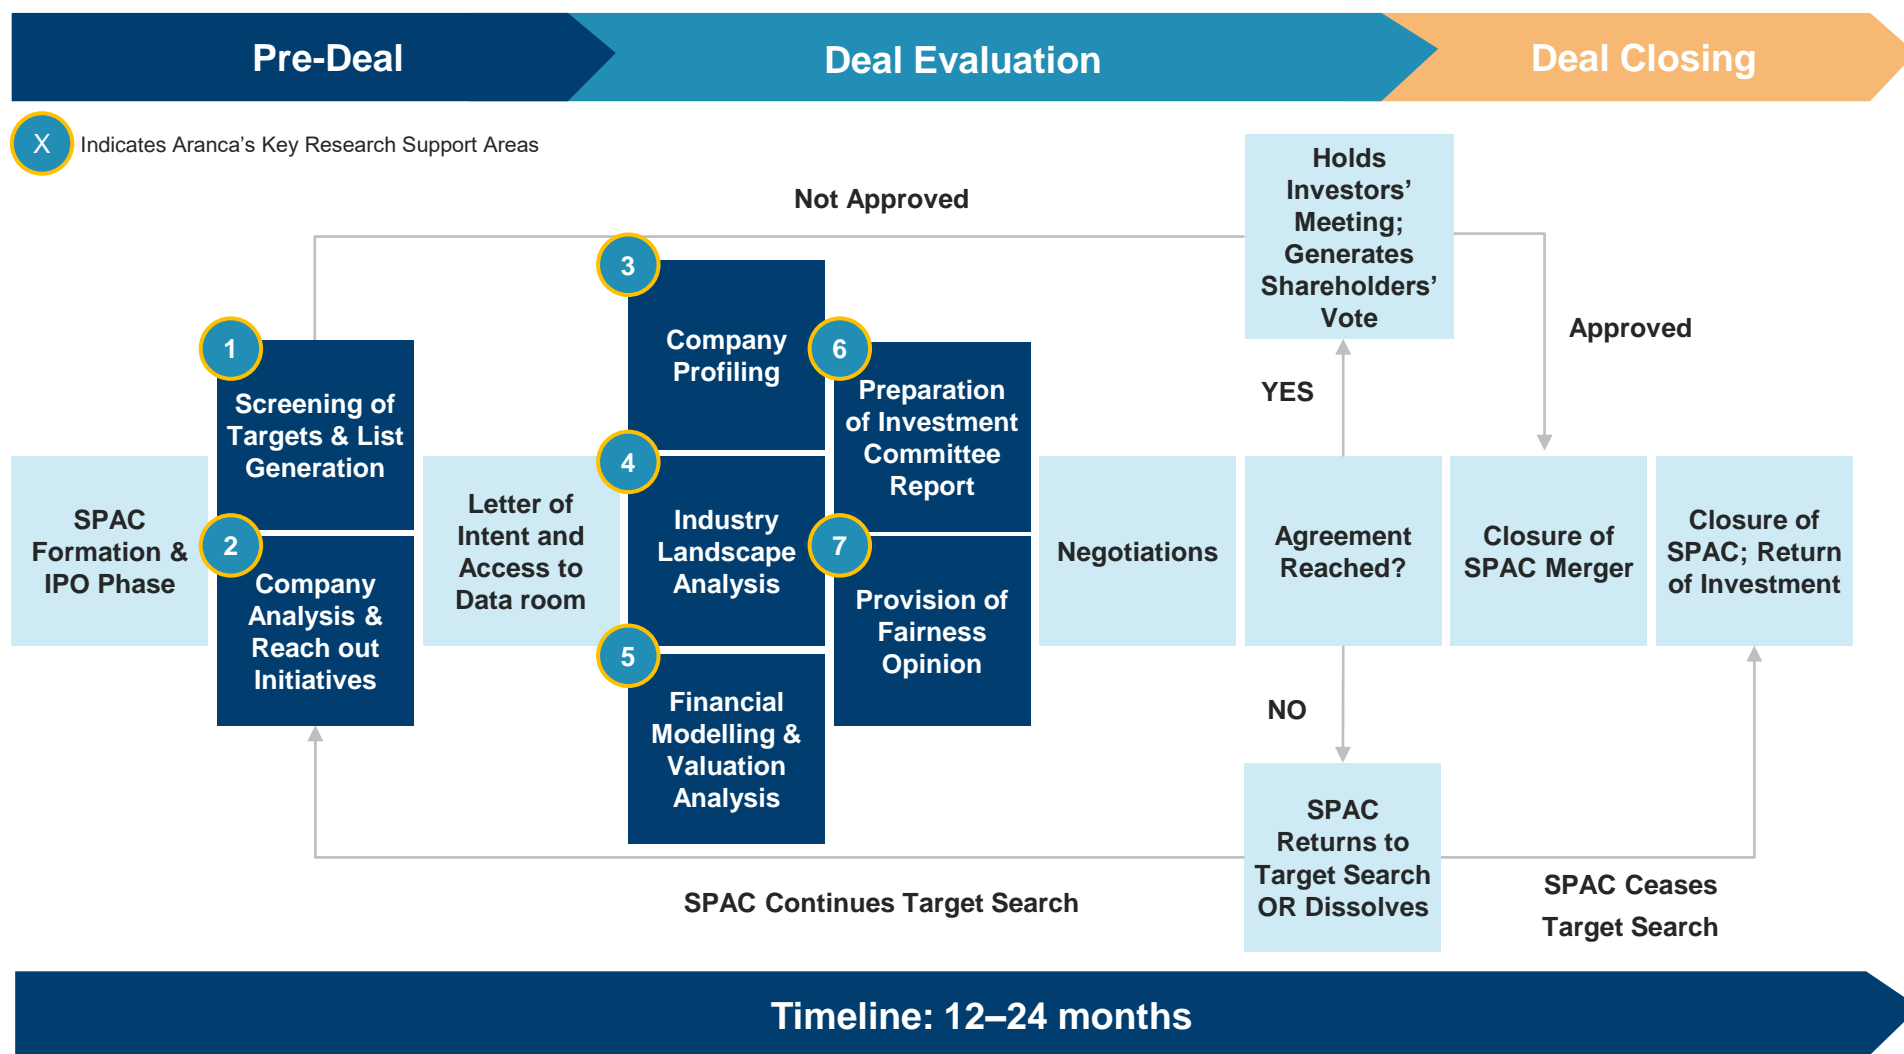 Pre-Deal
Deal Evaluation
Deal Closing
X
Indicates Aranca’s Key Research Support Areas
Not Approved
Holds
Investors’
Meeting;
Generates
Shareholders’
Vote
Approved
YES
SPAC
Formation &
IPO Phase
1
Screening of
Targets & List
Generation
2
Company
Analysis &
Reach out
Initiatives
Letter of
Intent and
Access to
Data room
3
Company
Profiling
4
Industry
Landscape
Analysis
5
Financial
Modelling &
Valuation
Analysis
6
Preparation
of Investment
Committee
Report
7
Provision of
Fairness
Opinion
Negotiations
Agreement
Reached?
Closure of
SPAC Merger
Closure of
SPAC; Return
of Investment
NO
SPAC
Returns to
Target Search
OR Dissolves
SPAC Continues Target Search
SPAC Ceases
Target Search
Timeline: 12–24 months